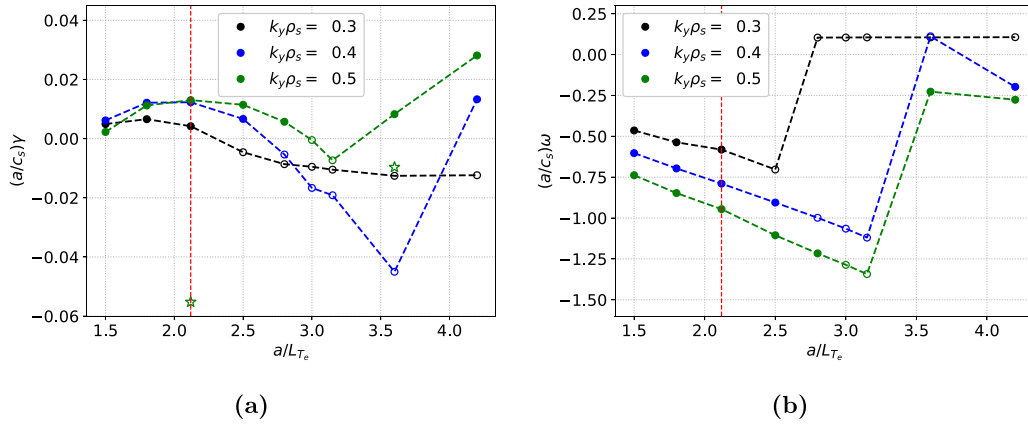 0.04
0.02
0.00
−0.02
−0.04
−0.06
(a/c_s)γ
k_yρ_s = 0.3
k_yρ_s = 0.4
k_yρ_s = 0.5
1.5 2.0 2.5 3.0 3.5 4.0
a/L_{T_e}
(a)
0.25
0.00
−0.25
−0.50
−0.75
−1.00
−1.25
−1.50
(a/c_s)ω
k_yρ_s = 0.3
k_yρ_s = 0.4
k_yρ_s = 0.5
1.5 2.0 2.5 3.0 3.5 4.0
a/L_{T_e}
(b)